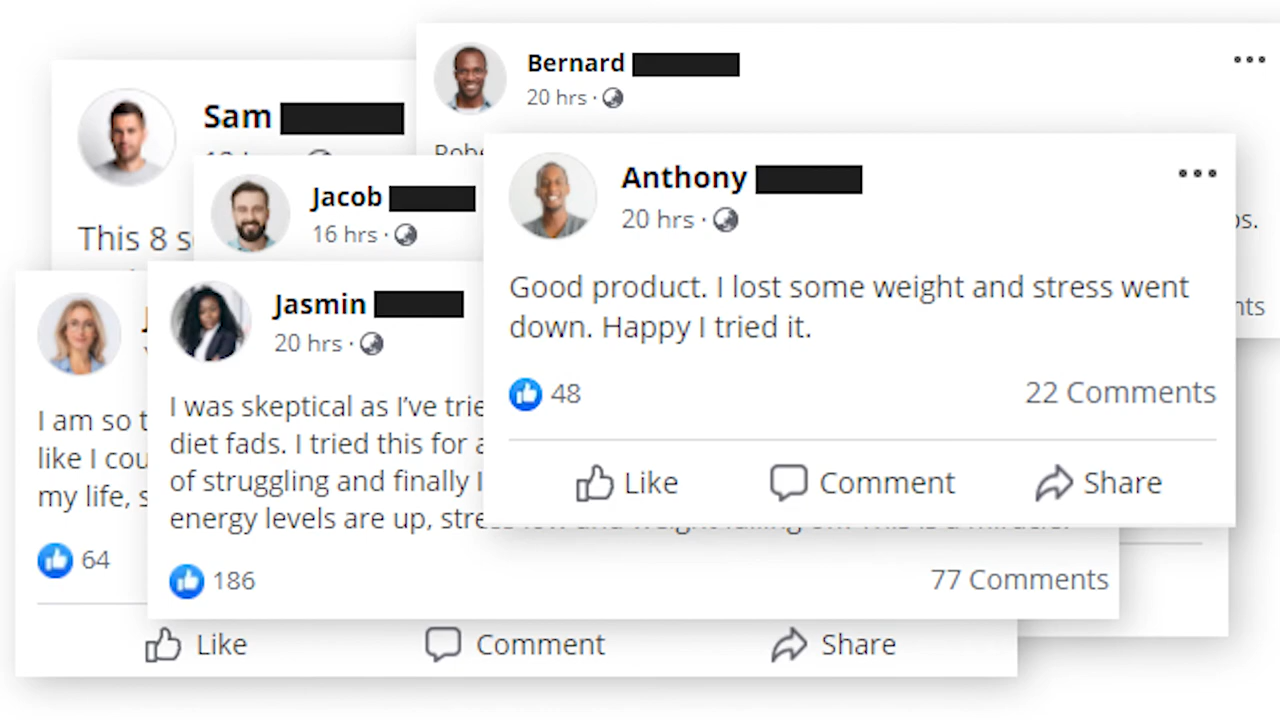 Bernard
20 hrs ·
Sam
Anthony
20 hrs ·
Jacob
16 hrs ·
This 8
Good product. I lost some weight and stress went
down. Happy I tried it.
48
22 Comments
Like Comment Share
Jasmin
20 hrs ·
I was skeptical as I’ve
diet fads. I tried this for
of struggling and finally I
energy levels are up,
186
77 Comments
I am so
like I
my life,
64
Like Comment Share